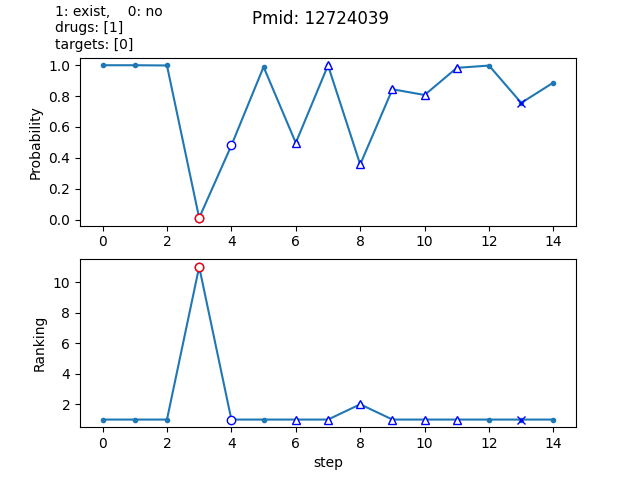 1: exist,    0: no
drugs: [1]
targets: [0]
Pmid: 12724039
Probability
1.0
0.8
0.6
0.4
0.2
0.0
0 2 4 6 8 10 12 14
Ranking
10
8
6
4
2
0 2 4 6 8 10 12 14
step